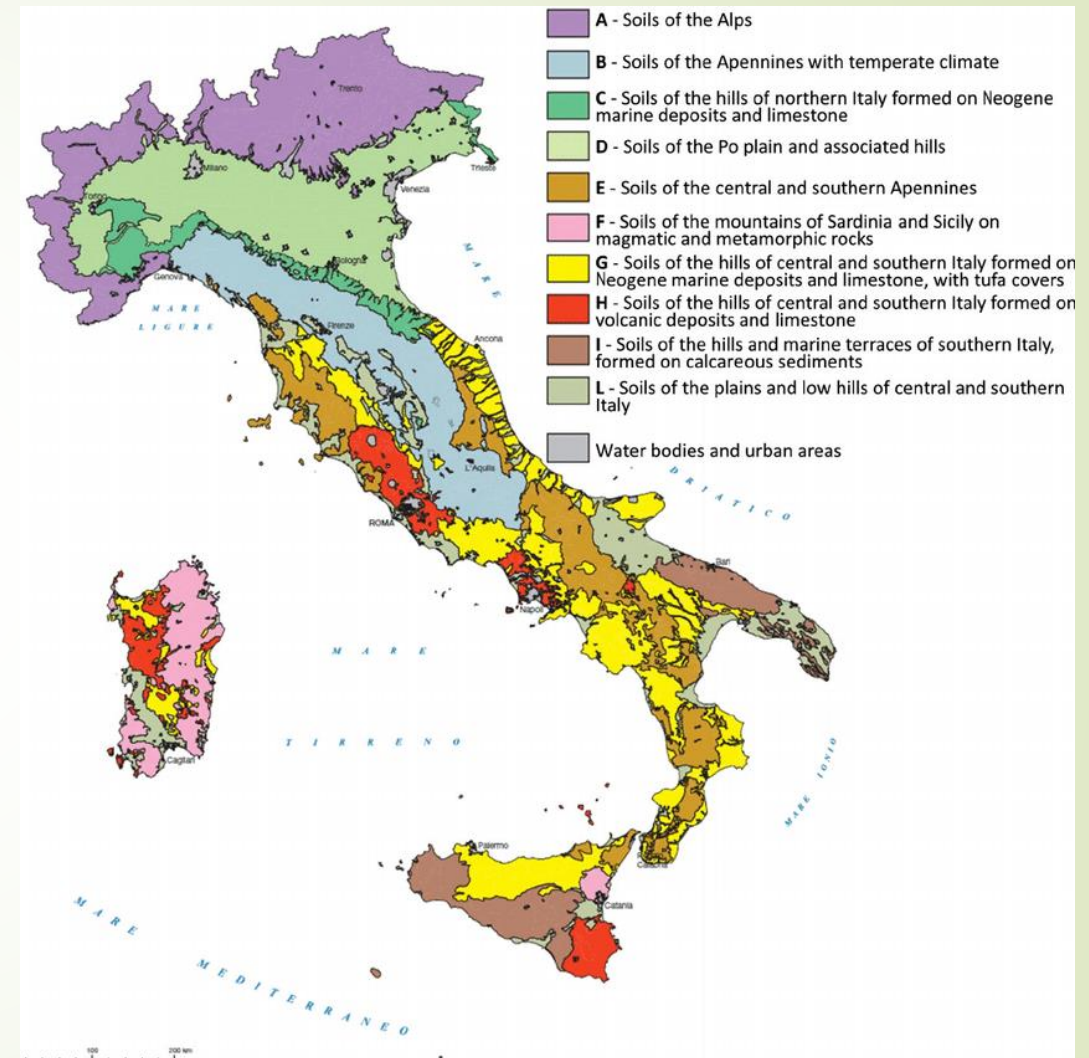 A - Soils of the Alps
B - Soils of the Apennines with temperate climate
C - Soils of the hills of northern Italy formed on Neogene
marine deposits and limestone
D - Soils of the Po plain and associated hills
E - Soils of the central and southern Apennines
F - Soils of the mountains of Sardinia and Sicily on
magmatic and metamorphic rocks
G - Soils of the hills of central and southern Italy formed on
Neogene marine deposits and limestone, with tufa covers
H - Soils of the hills of central and southern Italy formed on
volcanic deposits and limestone
I - Soils of the hills and marine terraces of southern Italy,
formed on calcareous sediments
L - Soils of the plains and low hills of central and southern
Italy
Water bodies and urban areas
Trento
Milano
Trieste
Venezia
Torino
Bologna
Genova
MARE
LIGURE
MARE
Firenze
Ancona
L'Aquila
DRIATICO
ROMA
Bari
Napoli
MARE
TIRRENO
Cagliari
MARE IONIO
Palermo
Calabria
Catania
MARE
MEDITERRANEO
100
200 km